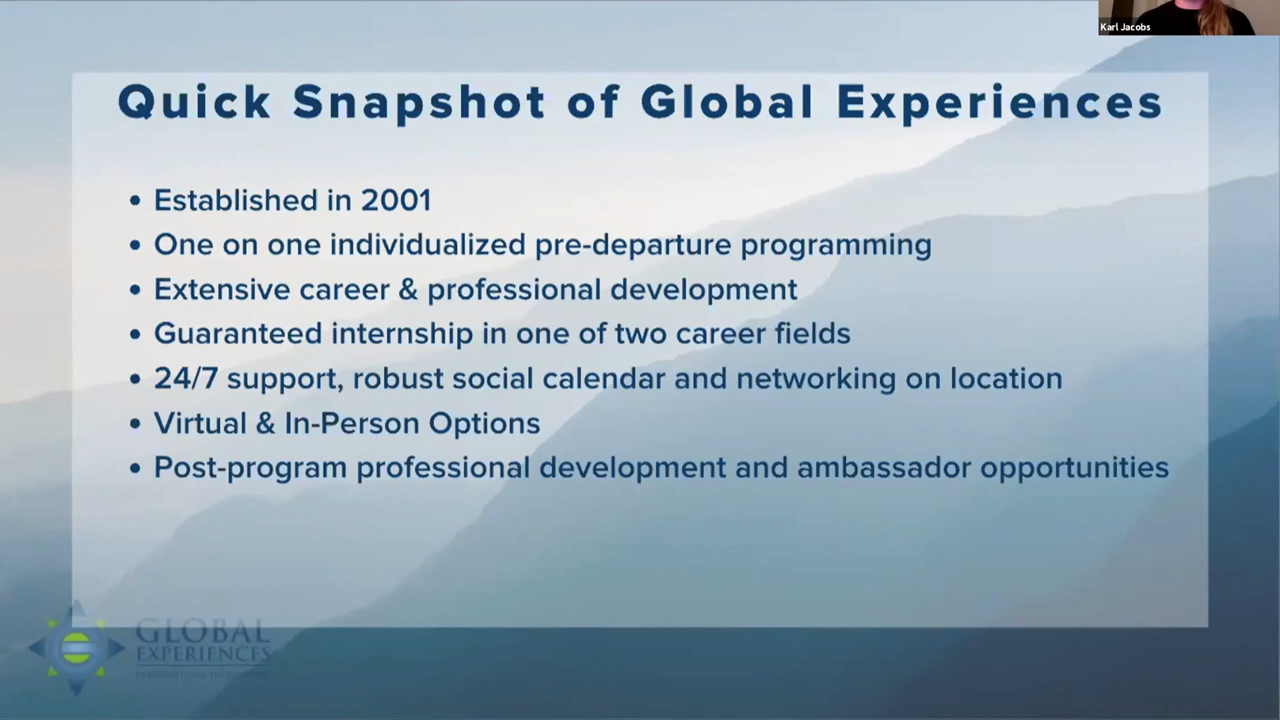 Karl Jacobs
Quick Snapshot of Global Experiences
• Established in 2001
• One on one individualized pre-departure programming
• Extensive career & professional development
• Guaranteed internship in one of two career fields
• 24/7 support, robust social calendar and networking on location
• Virtual & In-Person Options
• Post-program professional development and ambassador opportunities
GLOBAL
EXPERIENCES